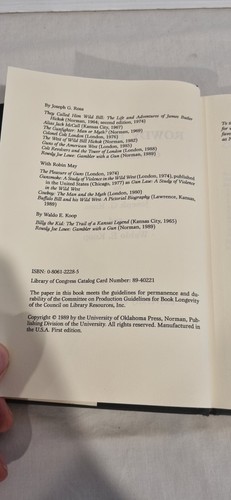 By Joseph G. Rosa
They Called Him Wild Bill: The Life and Adventures of James Butler
Hickok (Norman, 1964; second edition, 1974)
Alias Jack McCall (Kansas City, 1967)
The Gunfighter: Man or Myth? (Norman, 1969)
Colonel Colt London (London, 1976)
The West of Wild Bill Hickok (Norman, 1982)
Guns of the American West (London, 1985)
Colt Revolvers and the Tower of London (London, 1988)
Rowdy Joe Lowe: Gambler with a Gun (Norman, 1989)
With Robin May
The Pleasure of Guns (London, 1974)
Gunsmoke: A Study of Violence in the Wild West (London, 1974), published
in the United States (Chicago, 1977) as Gun Law: A Study of Violence
in the Wild West
Cowboy: The Man and the Myth (London, 1980)
Buffalo Bill and his Wild West: A Pictorial Biography (Lawrence, Kansas,
1989)
By Waldo E. Koop
Billy the Kid: The Trail of a Kansas Legend (Kansas City, 1965)
Rowdy Joe Lowe: Gambler with a Gun (Norman, 1989)
ISBN: 0-8061-2228-5
Library of Congress Catalog Card Number: 89-40221
The paper in this book meets the guidelines for permanence and du-
rability of the Committee on Production Guidelines for Book Longevity
of the Council on Library Resources, Inc.
Copyright © 1989 by the University of Oklahoma Press, Norman, Pub-
lishing Division of the University. All rights reserved. Manufactured in
the U.S.A. First edition.